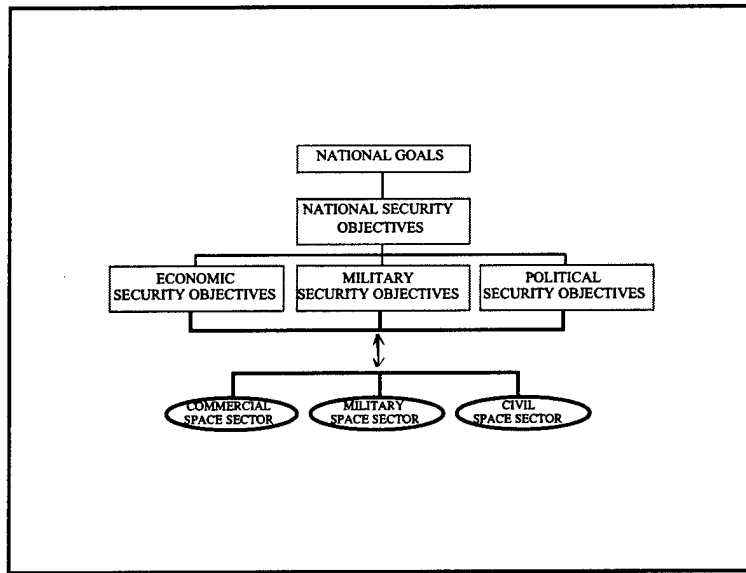 NATIONAL GOALS
NATIONAL SECURITY
OBJECTIVES
ECONOMIC
SECURITY OBJECTIVES
MILITARY
SECURITY OBJECTIVES
POLITICAL
SECURITY OBJECTIVES
COMMERCIAL
SPACE SECTOR
MILITARY
SPACE SECTOR
CIVIL
SPACE SECTOR